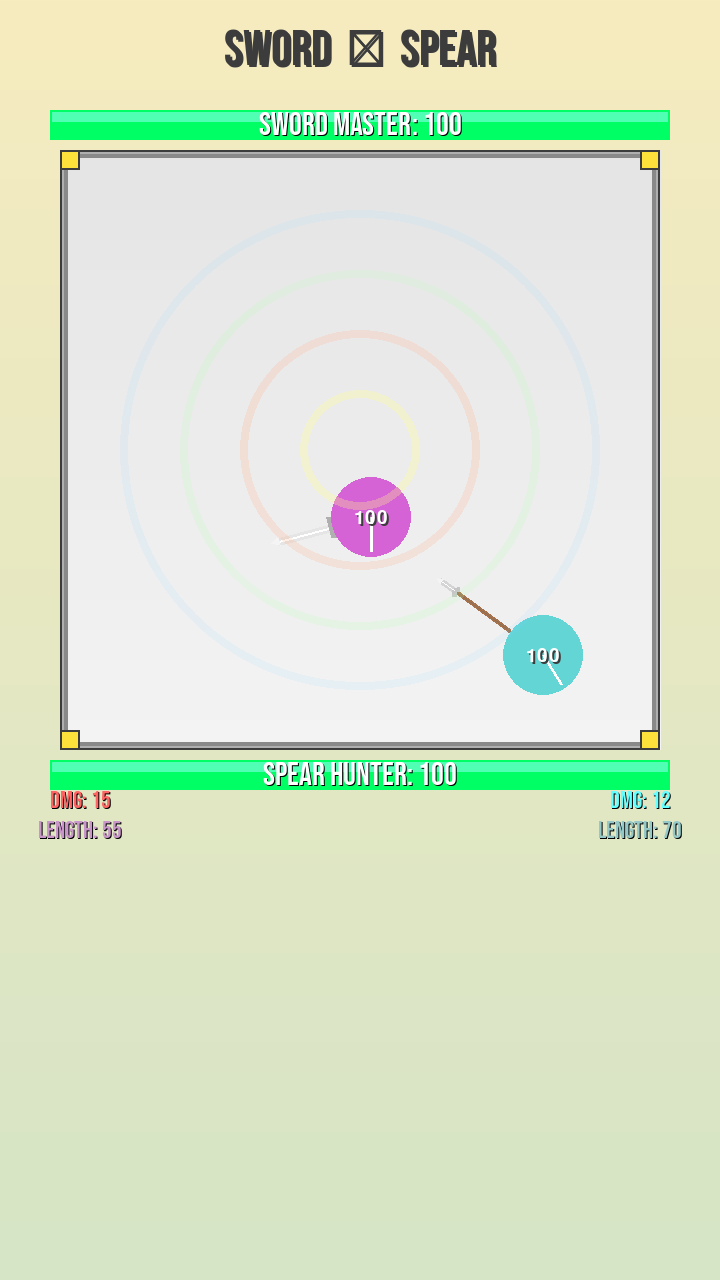 SWORD ☒ SPEAR
SWORD MASTER: 100
100
100
SPEAR HUNTER: 100
DMG: 15
DMG: 12
LENGTH: 55
LENGTH: 70